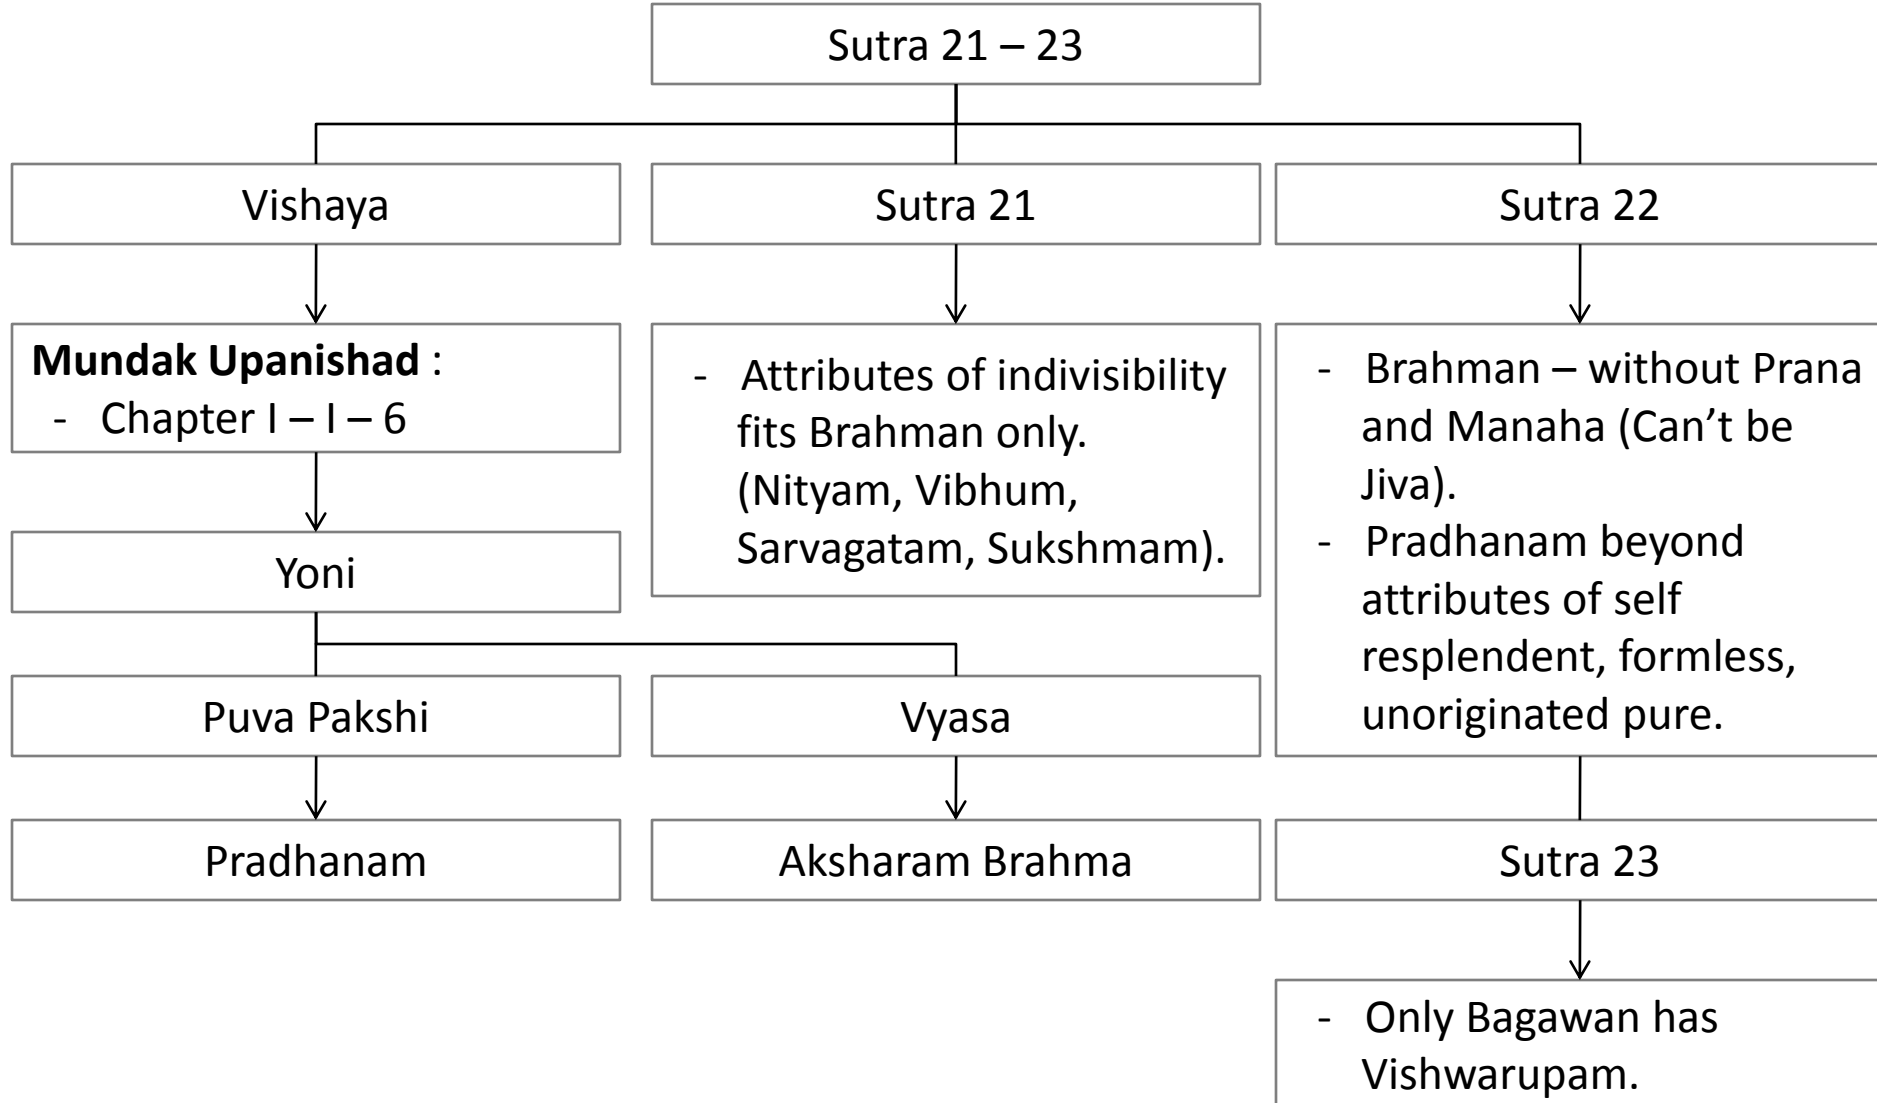 Sutra 21 – 23
Vishaya
Sutra 21
Sutra 22
Mundak Upanishad :
- Chapter I – I – 6
- Attributes of indivisibility
fits Brahman only.
(Nityam, Vibhum,
Sarvagatam, Sukshmam).
- Brahman – without Prana
and Manaha (Can’t be
Jiva).
- Pradhanam beyond
attributes of self
resplendent, formless,
unoriginated pure.
Yoni
Puva Pakshi
Vyasa
Pradhanam
Aksharam Brahma
Sutra 23
- Only Bagawan has
Vishwarupam.